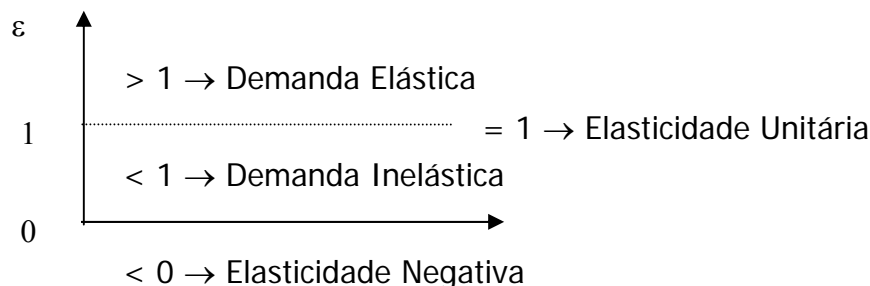 ε
> 1 → Demanda Elástica
1
= 1 → Elasticidade Unitária
< 1 → Demanda Inelástica
0
< 0 → Elasticidade Negativa